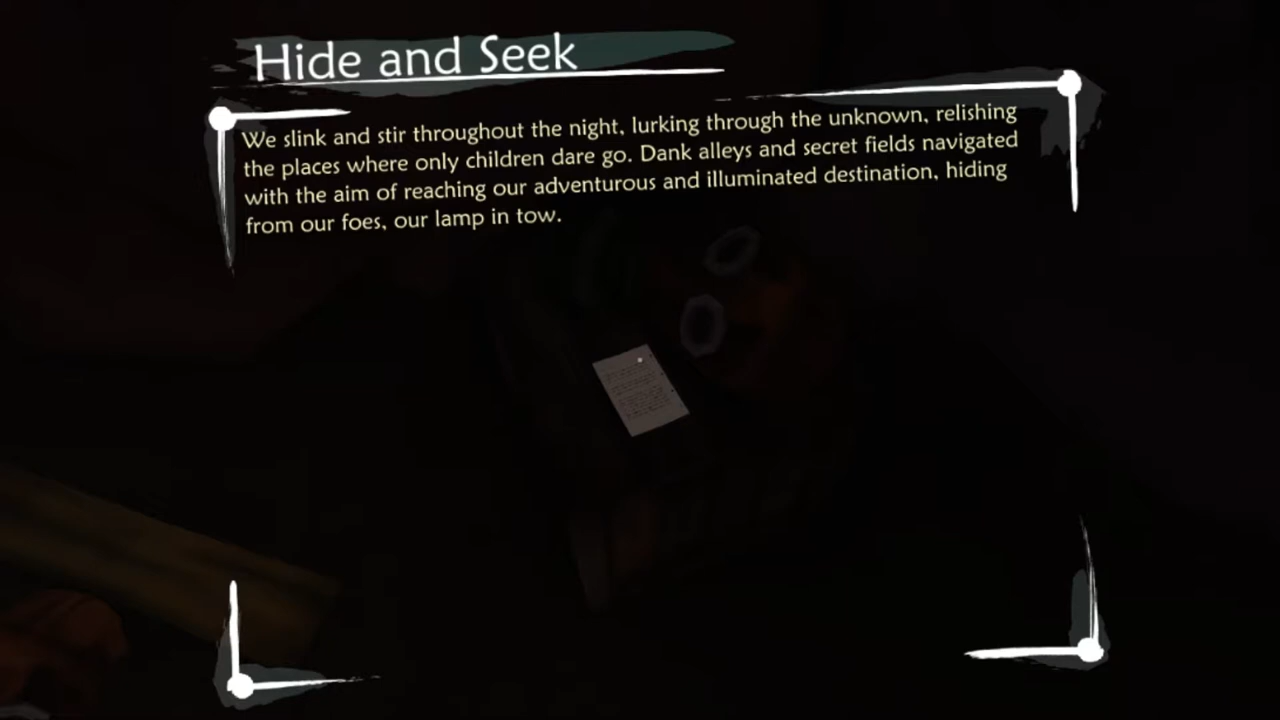 Hide and Seek
We slink and stir throughout the night, lurking through the unknown, relishing
the places where only children dare go. Dank alleys and secret fields navigated
with the aim of reaching our adventurous and illuminated destination, hiding
from our foes, our lamp in tow.